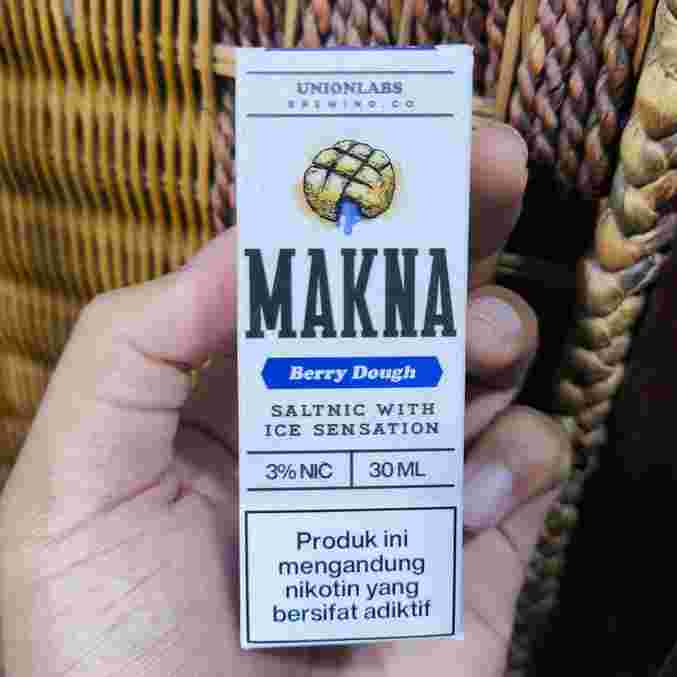 UNIONLABS
BREWING.CO
MAKNA
Berry Dough
SALTNIC WITH
ICE SENSATION
3% NIC 30 ML
Produk ini
mengandung
nikotin yang
bersifat adiktif